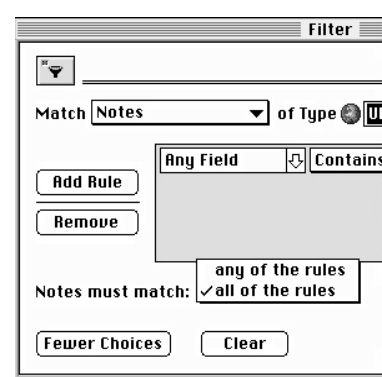 Filter
Match Notes of Type
Any Field Contains
Add Rule
Remove
any of the rules
Notes must match: ✓all of the rules
Fewer Choices Clear